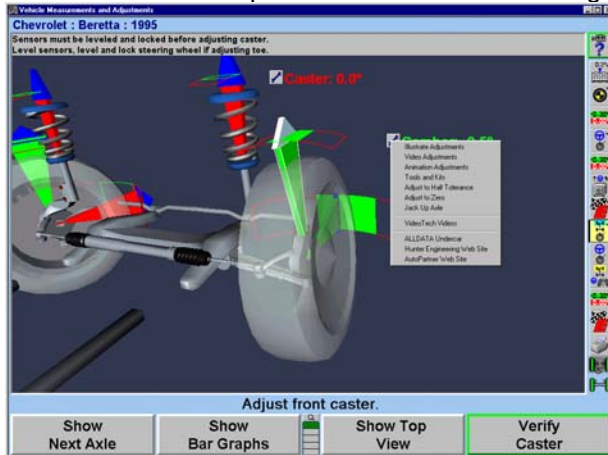 Vehicle Measurements and Adjustments
Chevrolet : Beretta : 1995
Sensors must be leveled and locked before adjusting caster.
Level sensors, level and lock steering wheel if adjusting toe.
Caster: 0.0°
Illustrate Adjustments
Video Adjustments
Animation Adjustments
Tools and Kits
Adjust to Half Tolerance
Adjust to Zero
Jack Up Axle
VideoTech Videos
ALLDATA Undercar
Hunter Engineering Web Site
AutoPartner Web Site
Adjust front caster.
Show
Next Axle
Show
Bar Graphs
Show Top
View
Verify
Caster